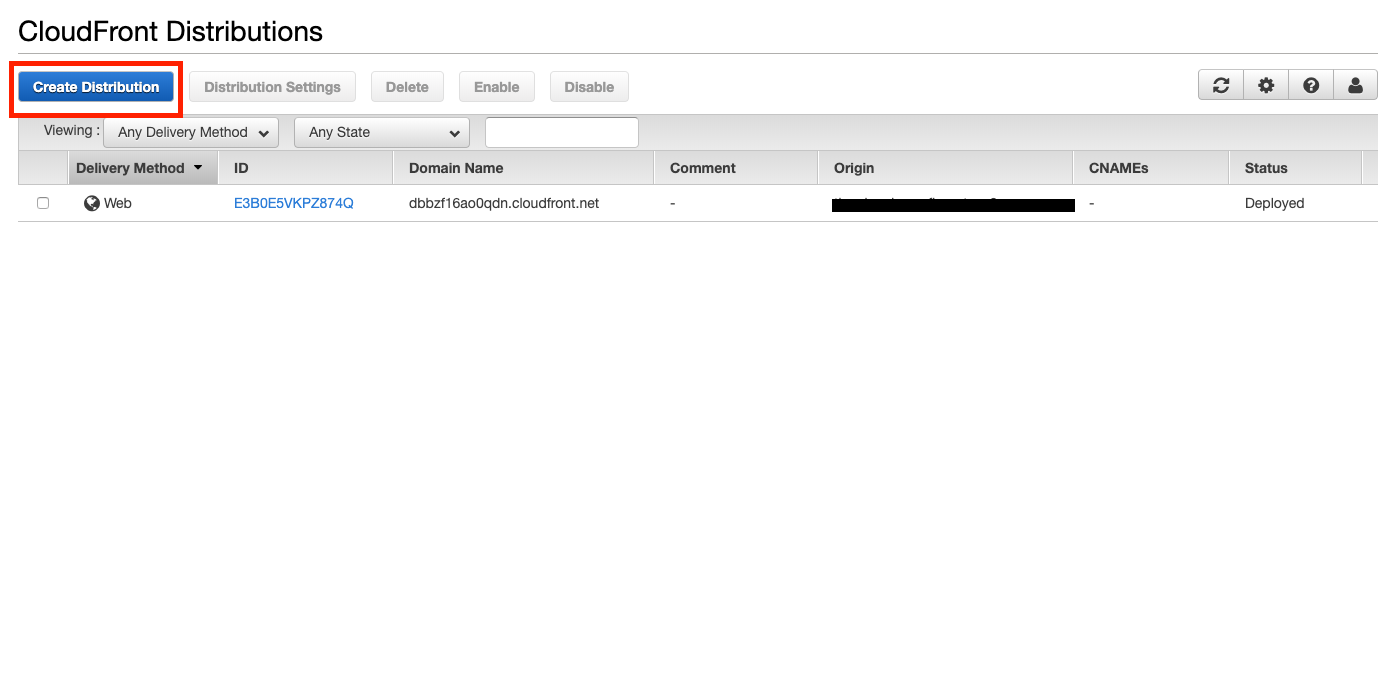 CloudFront Distributions
Create Distribution Distribution Settings Delete Enable Disable
Viewing : Any Delivery Method Any State
Delivery Method ID Domain Name Comment Origin CNAMEs Status
Web E3B0E5VKPZ874Q dbbzf16ao0qdn.cloudfront.net - - Deployed